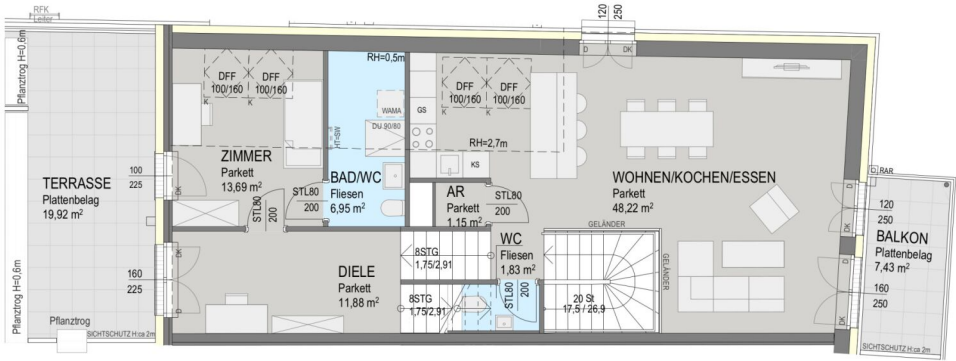 RFK
Leiter
120
250
Pflanztrog H=0,6m
RH=0,5m
D
DK
DFF
100/160
DFF
100/160
K
K
DFF
100/160
DFF
100/160
K
K
WAMA
GS
DU 90/80
HT=SW
RH=2,7m
KS
ZIMMER
Parkett
13,69 m²
BAD/WC
Fliesen
6,95 m²
STL80
200
STL80
200
TERRASSE
Plattenbelag
19,92 m²
100
225
DK
AR
Parkett
1,15 m²
STL80
200
WOHNEN/KOCHEN/ESSEN
Parkett
48,22 m²
RAR
D
DK
120
250
BALKON
Plattenbelag
7,43 m²
160
250
D
DK
GELÄNDER
GELÄNDER
WC
Fliesen
1,83 m²
STL80
200
8STG
1,75/2,91
8STG
1,75/2,91
DIELE
Parkett
11,88 m²
20 St
17,5 / 26,9
160
225
D
DK
Pflanztrog H=0,6m
Pflanztrog
SICHTSCHUTZ H:ca 2m
SICHTSCHUTZ H:ca 2m